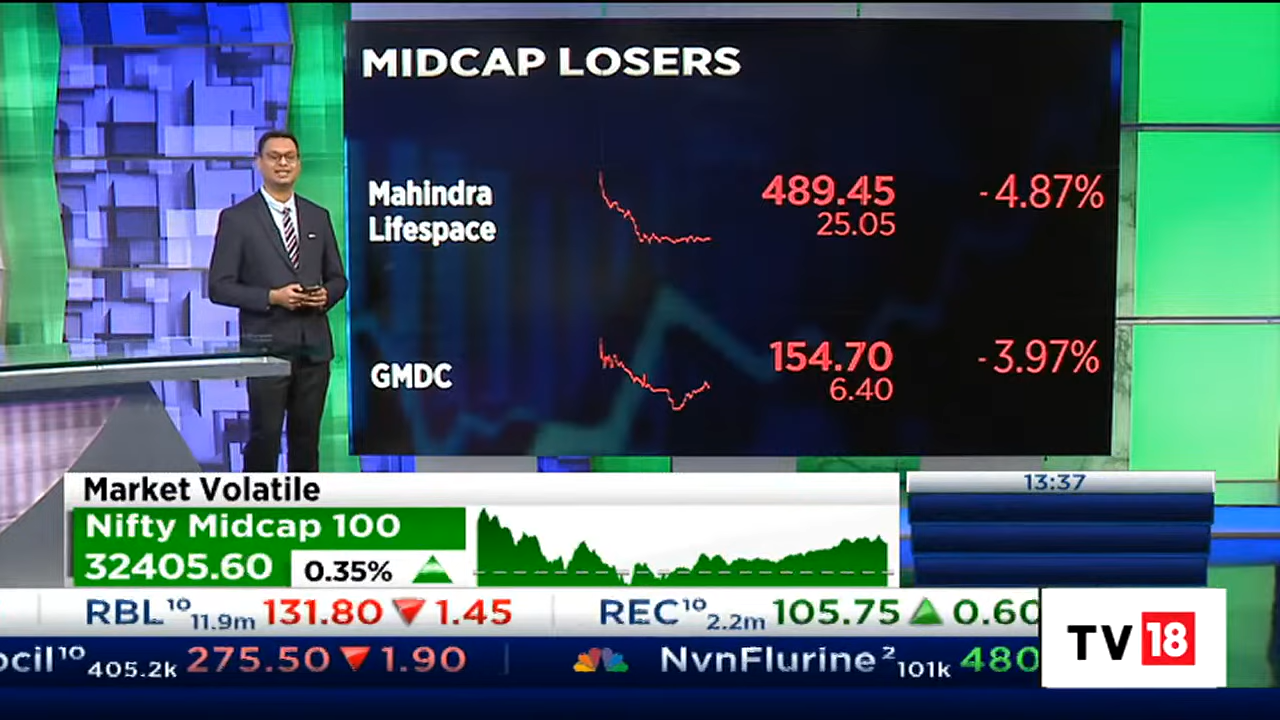 MIDCAP LOSERS
Mahindra
Lifespace
489.45
25.05
-4.87%
GMDC
154.70
6.40
-3.97%
Market Volatile
Nifty Midcap 100
32405.60
0.35%
13:37
RBL 10 11.9m 131.80 1.45
REC 10 2.2m 105.75 0.60
ocil 10 405.2k 275.50 1.90
NvnFlurine 2 101k 480
TV18